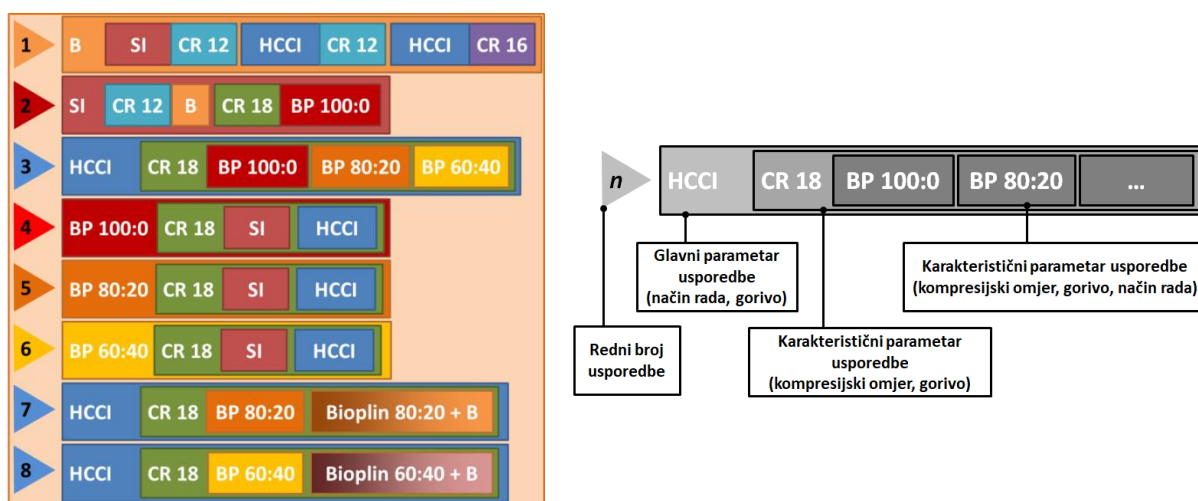 1 B SI CR 12 HCCI CR 12 HCCI CR 16
2 SI CR 12 B CR 18 BP 100:0
3 HCCI CR 18 BP 100:0 BP 80:20 BP 60:40
4 BP 100:0 CR 18 SI HCCI
5 BP 80:20 CR 18 SI HCCI
6 BP 60:40 CR 18 SI HCCI
7 HCCI CR 18 BP 80:20 Bioplin 80:20 + B
8 HCCI CR 18 BP 60:40 Bioplin 60:40 + B
n HCCI CR 18 BP 100:0 BP 80:20 ...
Glavni parametar
usporedbe
(način rada, gorivo)
Karakteristični parametar usporedbe
(kompresijski omjer, gorivo, način rada)
Redni broj
usporedbe
Karakteristični parametar
usporedbe
(kompresijski omjer, gorivo)